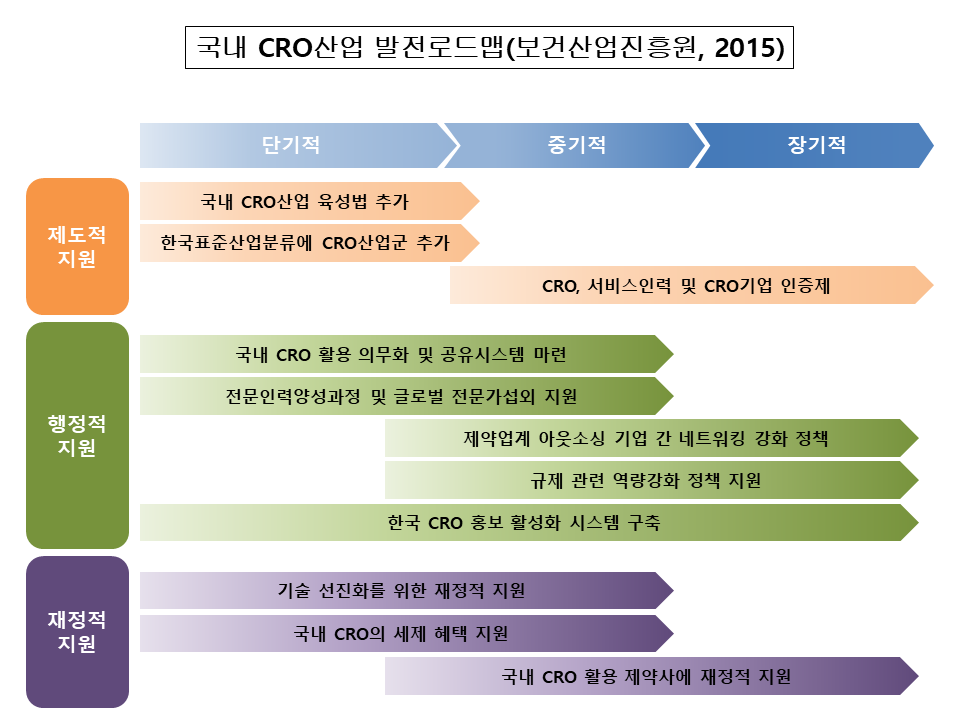 국내 CRO산업 발전로드맵(보건산업진흥원, 2015)
단기적
중기적
장기적
제도적
지원
국내 CRO산업 육성법 추가
한국표준산업분류에 CRO산업군 추가
CRO, 서비스인력 및 CRO기업 인증제
행정적
지원
국내 CRO 활용 의무화 및 공유시스템 마련
전문인력양성과정 및 글로벌 전문가섭외 지원
제약업계 아웃소싱 기업 간 네트워킹 강화 정책
규제 관련 역량강화 정책 지원
한국 CRO 홍보 활성화 시스템 구축
재정적
지원
기술 선진화를 위한 재정적 지원
국내 CRO의 세제 혜택 지원
국내 CRO 활용 제약사에 재정적 지원